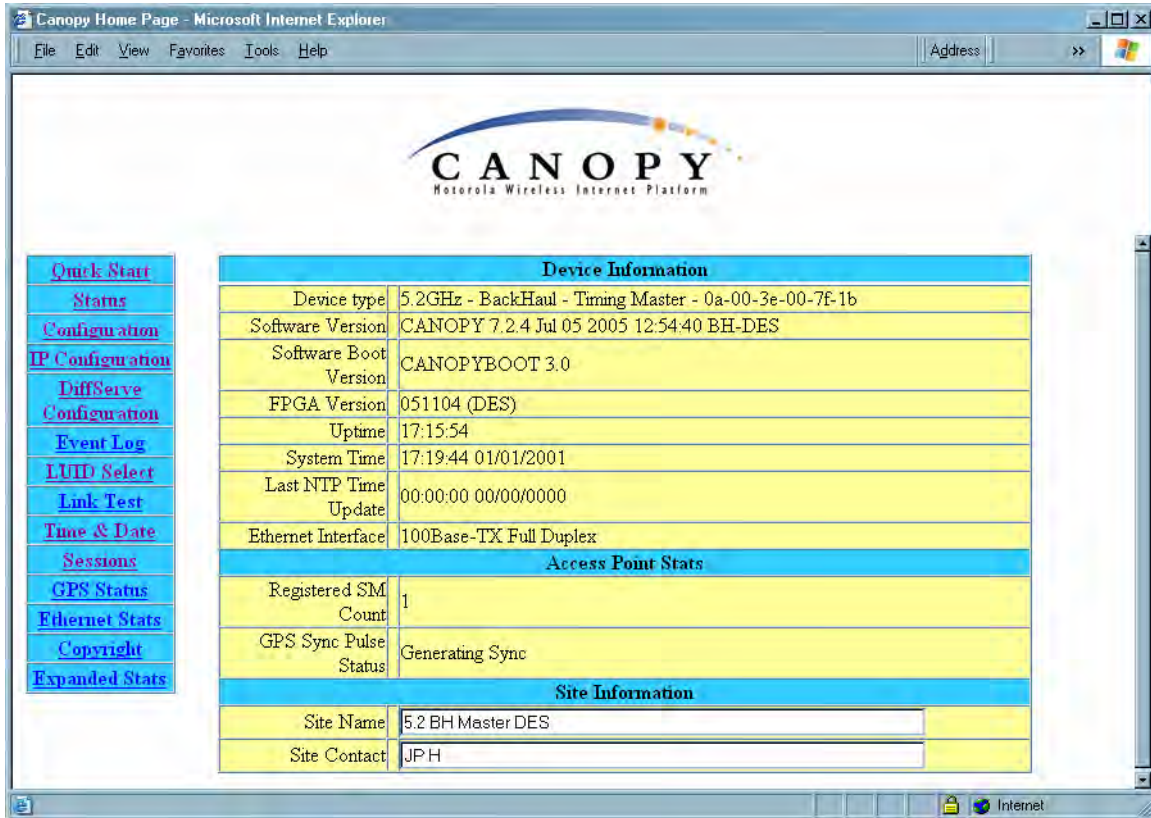 Canopy Home Page - Microsoft Internet Explorer
File Edit View Favorites Tools Help Address »
CANOPY
Motorola Wireless Internet Platform
Quick Start
Status
Configuration
IP Configuration
DiffServe
Configuration
Event Log
LUID Select
Link Test
Time & Date
Sessions
GPS Status
Ethernet Stats
Copyright
Expanded Stats
Device Information
Device type 5.2GHz - BackHaul - Timing Master - 0a-00-3e-00-7f-1b
Software Version CANOPY 7.2.4 Jul 05 2005 12:54:40 BH-DES
Software Boot
Version CANOPYBOOT 3.0
FPGA Version 051104 (DES)
Uptime 17:15:54
System Time 17:19:44 01/01/2001
Last NTP Time
Update 00:00:00 00/00/0000
Ethernet Interface 100Base-TX Full Duplex
Access Point Stats
Registered SM
Count 1
GPS Sync Pulse
Status Generating Sync
Site Information
Site Name 5.2 BH Master DES
Site Contact JP H
Internet